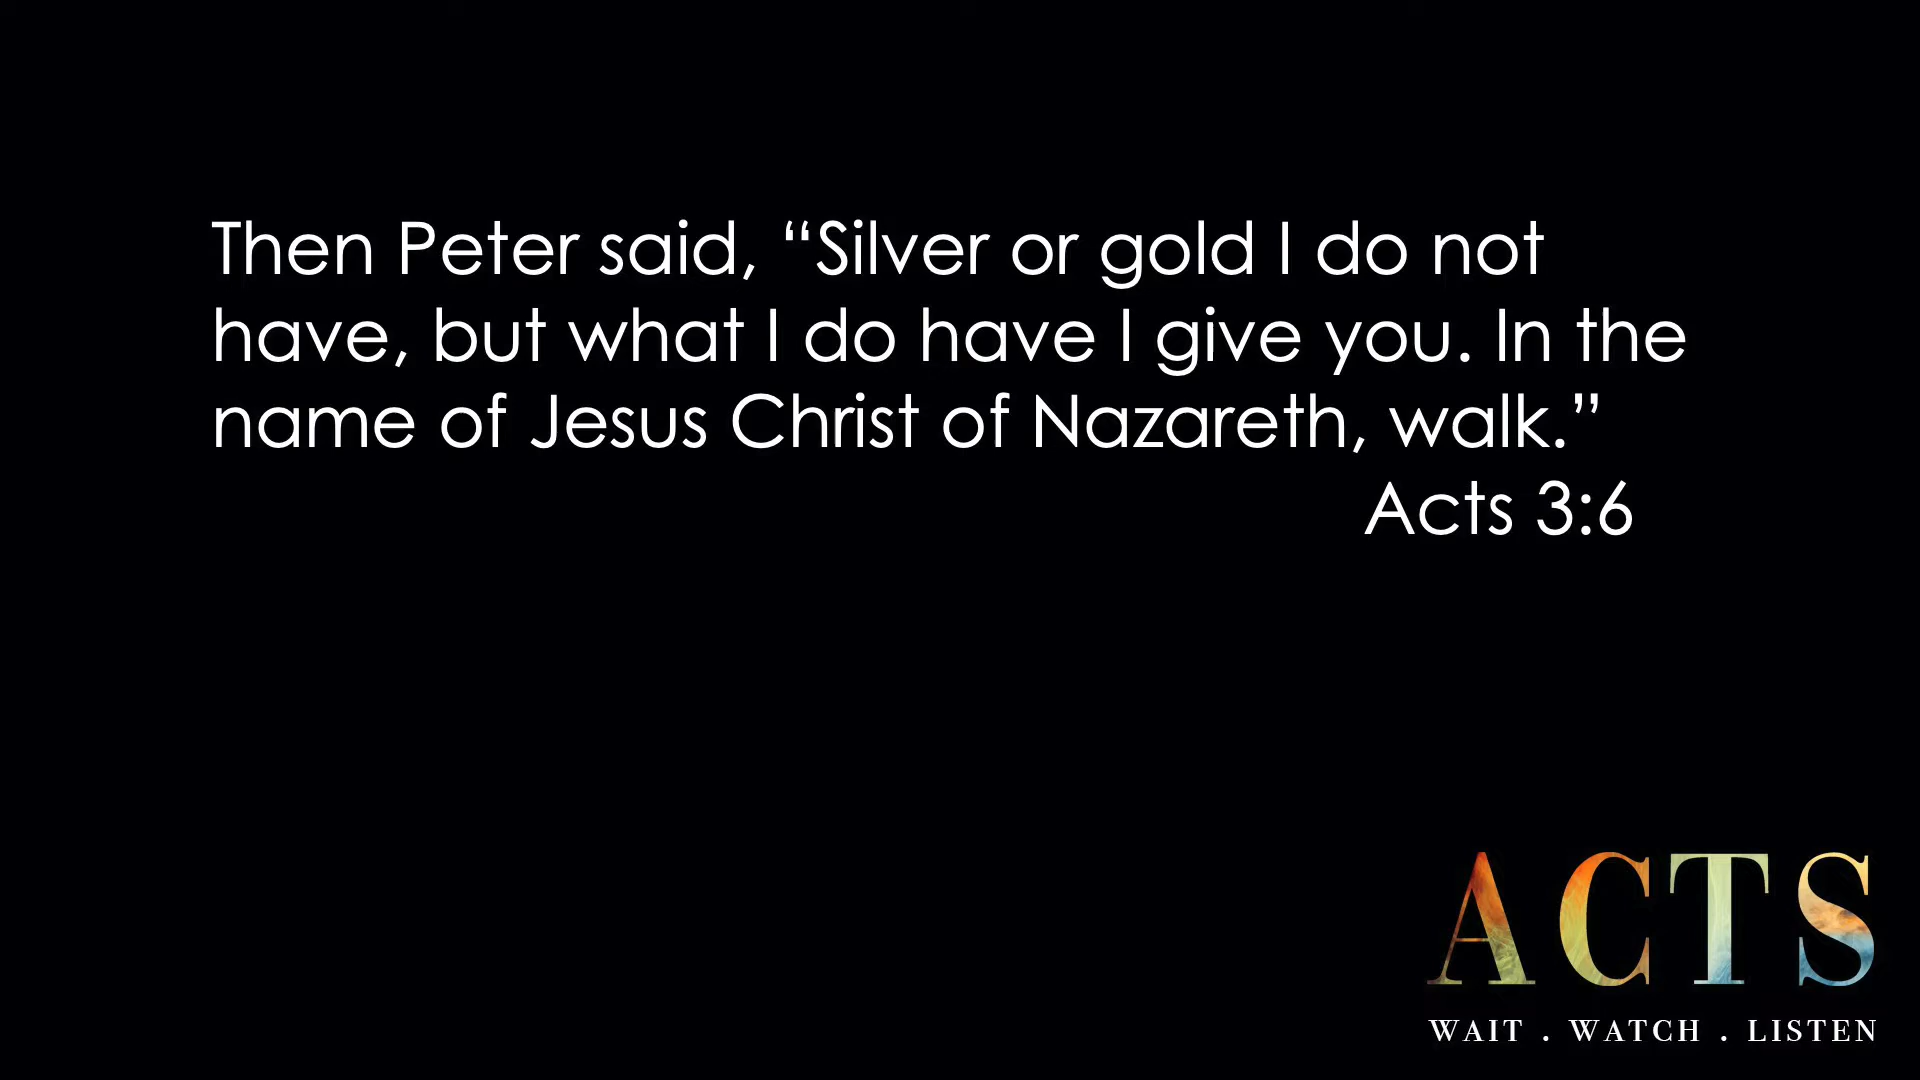 Then Peter said, “Silver or gold I do not
have, but what I do have I give you. In the
name of Jesus Christ of Nazareth, walk.”
Acts 3:6
ACTS
WAIT . WATCH . LISTEN